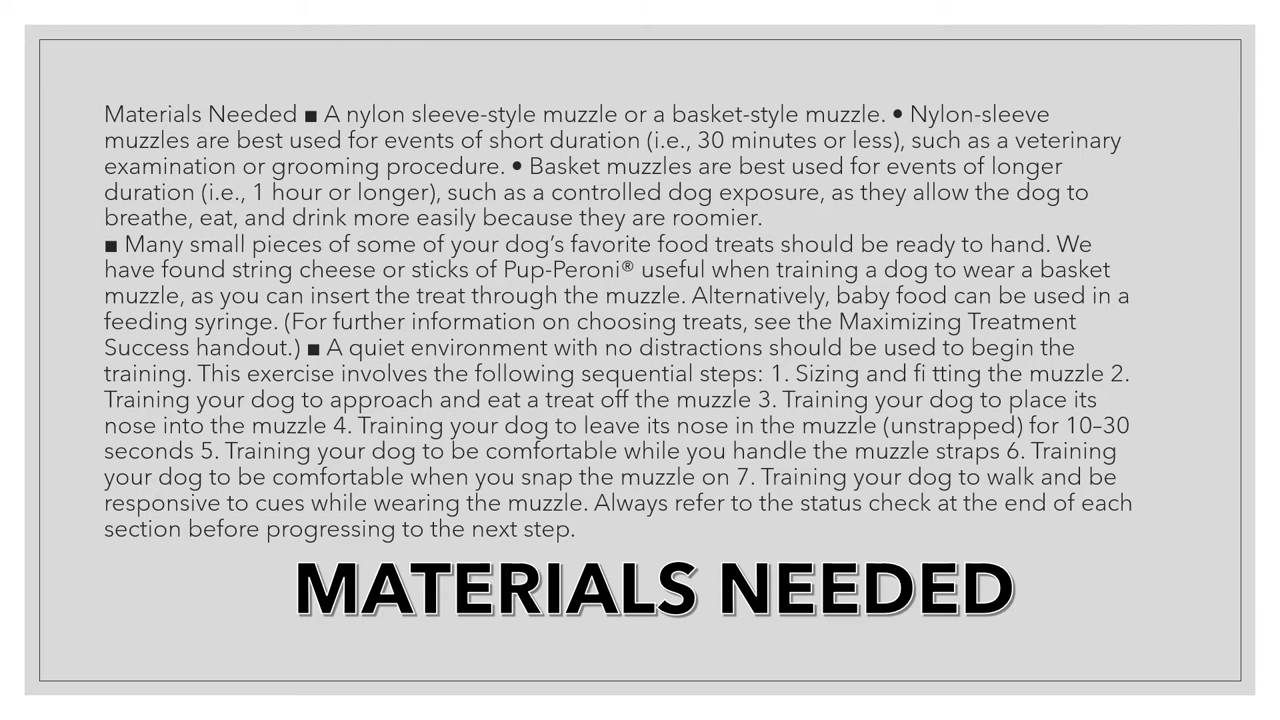 Materials Needed ■ A nylon sleeve-style muzzle or a basket-style muzzle. • Nylon-sleeve
muzzles are best used for events of short duration (i.e., 30 minutes or less), such as a veterinary
examination or grooming procedure. • Basket muzzles are best used for events of longer
duration (i.e., 1 hour or longer), such as a controlled dog exposure, as they allow the dog to
breathe, eat, and drink more easily because they are roomier.
■ Many small pieces of some of your dog's favorite food treats should be ready to hand. We
have found string cheese or sticks of Pup-Peroni® useful when training a dog to wear a basket
muzzle, as you can insert the treat through the muzzle. Alternatively, baby food can be used in a
feeding syringe. (For further information on choosing treats, see the Maximizing Treatment
Success handout.) ■ A quiet environment with no distractions should be used to begin the
training. This exercise involves the following sequential steps: 1. Sizing and fi tting the muzzle 2.
Training your dog to approach and eat a treat off the muzzle 3. Training your dog to place its
nose into the muzzle 4. Training your dog to leave its nose in the muzzle (unstrapped) for 10–30
seconds 5. Training your dog to be comfortable while you handle the muzzle straps 6. Training
your dog to be comfortable when you snap the muzzle on 7. Training your dog to walk and be
responsive to cues while wearing the muzzle. Always refer to the status check at the end of each
section before progressing to the next step.
MATERIALS NEEDED